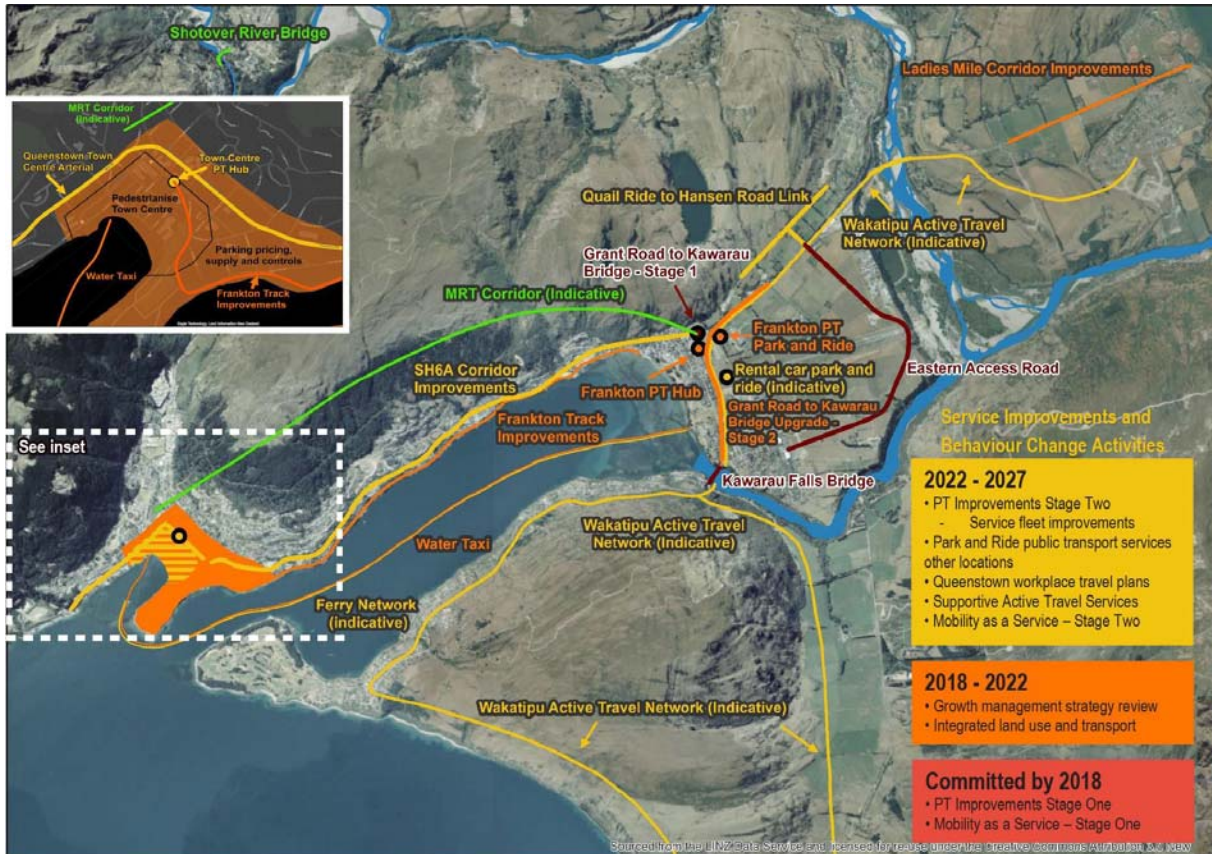 Shotover River Bridge
Ladies Mile Corridor Improvements
MRT Corridor
(Indicative)
Queenstown Town
Centre Arterial
Town Centre
PT Hub
Pedestrianise
Town Centre
Parking pricing,
supply and controls
Water Taxi
Frankton Track
Improvements
Quail Ride to Hansen Road Link
Wakatipu Active Travel
Network (Indicative)
Grant Road to Kawarau
Bridge - Stage 1
MRT Corridor (Indicative)
Frankton PT
Park and Ride
SH6A Corridor
Improvements
Rental car park and
ride (indicative)
Eastern Access Road
Frankton PT Hub
Frankton Track
Improvements
Grant Road to Kawarau
Bridge Upgrade -
Stage 2
See inset
Kawarau Falls Bridge
Wakatipu Active Travel
Network (Indicative)
Water Taxi
Ferry Network
(indicative)
Wakatipu Active Travel Network (Indicative)
Service Improvements and
Behaviour Change Activities
2022 - 2027
• PT Improvements Stage Two
- Service fleet improvements
• Park and Ride public transport services
other locations
• Queenstown workplace travel plans
• Supportive Active Travel Services
• Mobility as a Service – Stage Two
2018 - 2022
• Growth management strategy review
• Integrated land use and transport
Committed by 2018
• PT Improvements Stage One
• Mobility as a Service – Stage One
Sourced from the LINZ Data Service and licensed for re-use under the Creative Commons Attribution 3.0 New